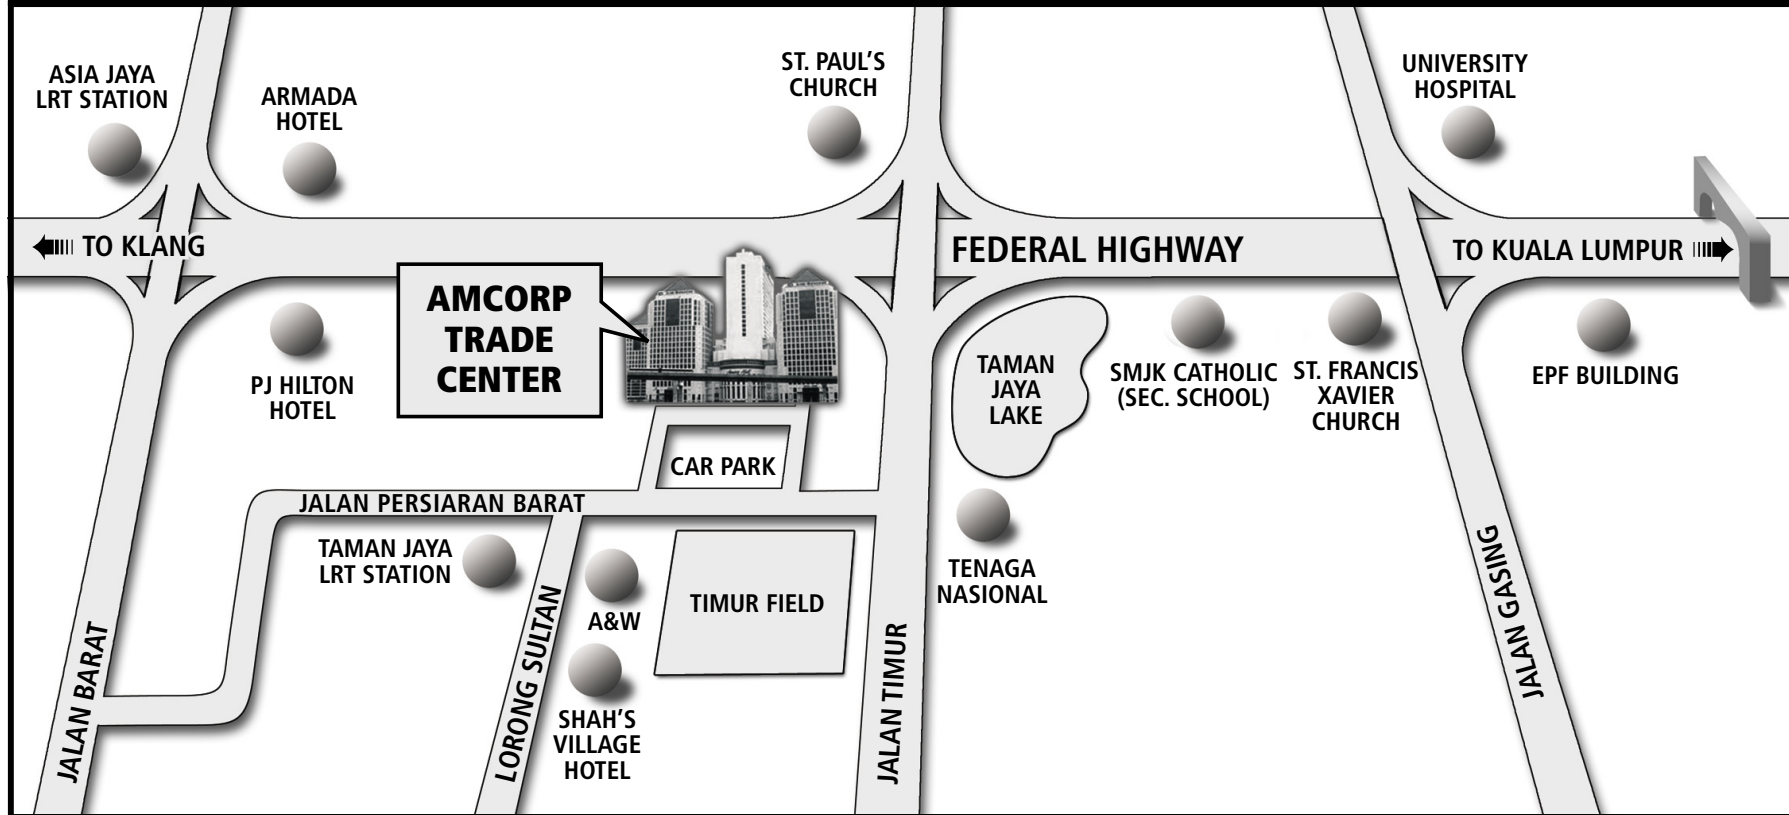 ASIA JAYA
LRT STATION
ARMADA
HOTEL
ST. PAUL'S
CHURCH
UNIVERSITY
HOSPITAL
TO KLANG
FEDERAL HIGHWAY
TO KUALA LUMPUR
AMCORP
TRADE
CENTER
PJ HILTON
HOTEL
TAMAN
JAYA
LAKE
SMJK CATHOLIC
(SEC. SCHOOL)
ST. FRANCIS
XAVIER
CHURCH
EPF BUILDING
CAR PARK
JALAN PERSIARAN BARAT
TAMAN JAYA
LRT STATION
A&W
TIMUR FIELD
TENAGA
NASIONAL
SHAH'S
VILLAGE
HOTEL
JALAN BARAT
LORONG SULTAN
JALAN TIMUR
JALAN GASING